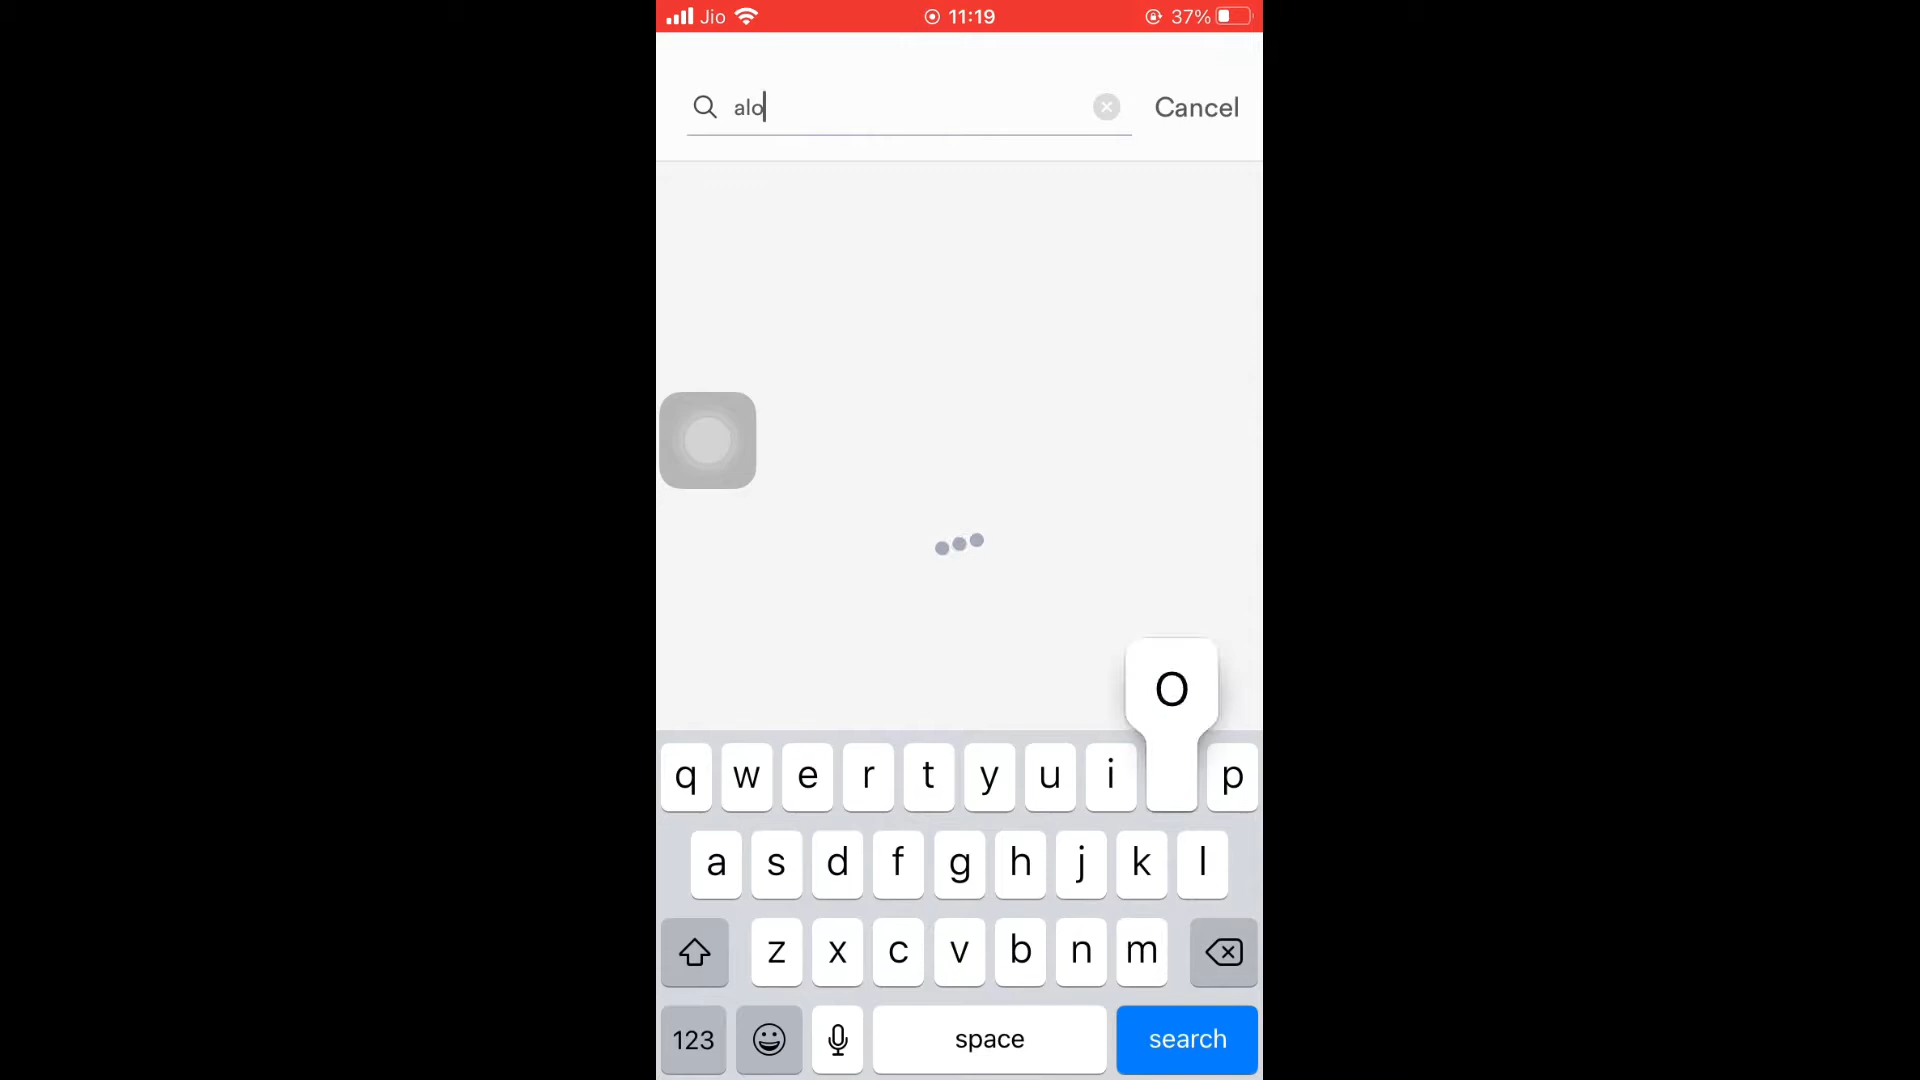 Jio 11:19 37%
alo Cancel
O
q w e r t y u i p
a s d f g h j k l
z x c v b n m
123 space search